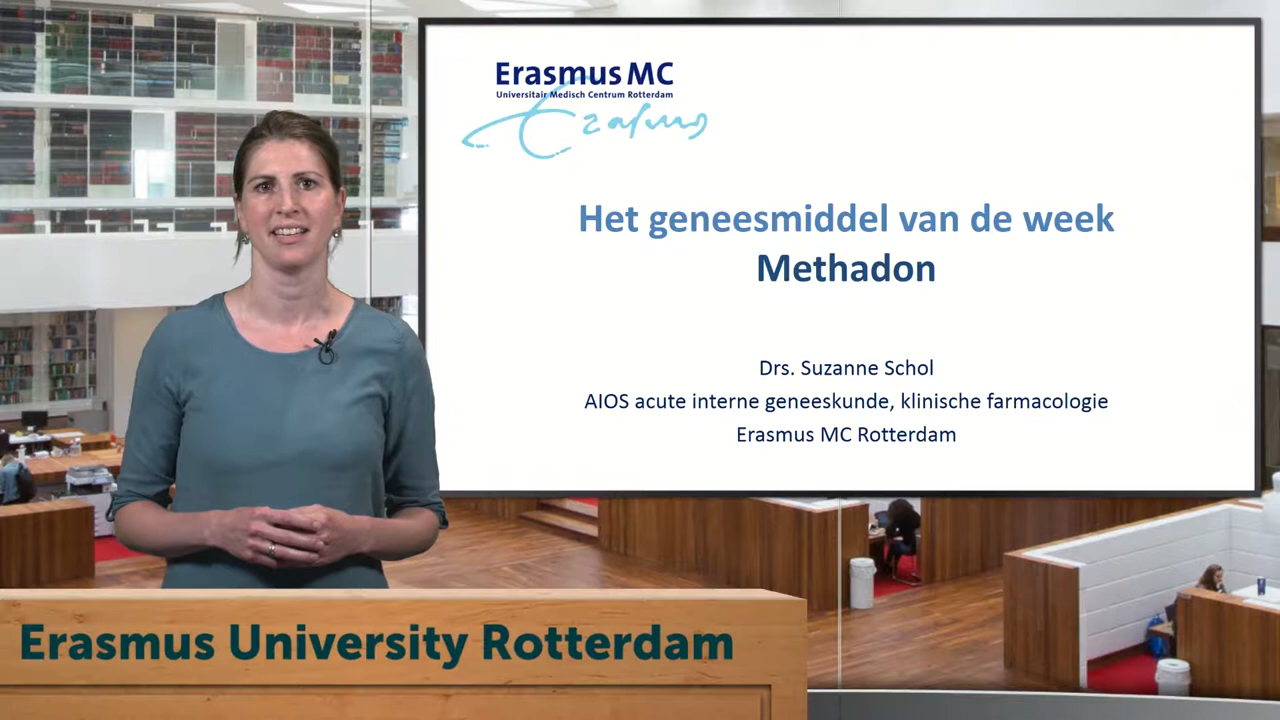 Erasmus MC
Universitair Medisch Centrum Rotterdam
Erasmus
Het geneesmiddel van de week
Methadon
Drs. Suzanne Schol
AIOS acute interne geneeskunde, klinische farmacologie
Erasmus MC Rotterdam
Erasmus University Rotterdam